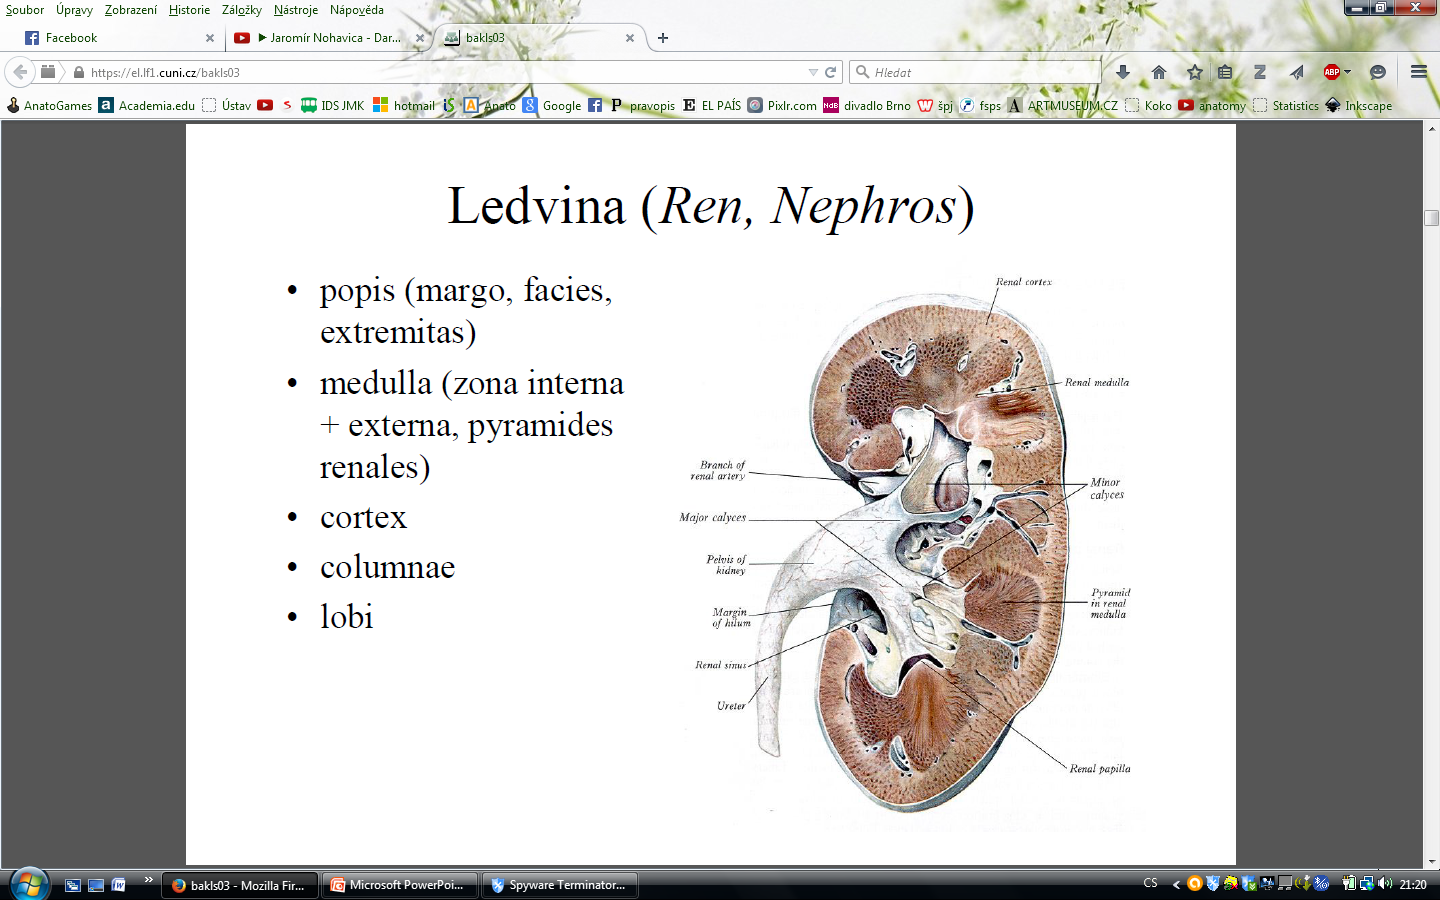 Soubor Úpravy Zobrazení Historie Záložky Nástroje Nápověda
Facebook
Jaromír Nohavica - Dar...
bakls03
https://el.lf1.cuni.cz/bakls03
Hledat
ABP
AnatoGames Academia.edu Ústav IDS JMK hotmail Anato Google pravopis EL PAÍS Pixlr.com divadlo Brno špj fsps ARTMUSEUM.CZ Koko anatomy Statistics Inkscape
Ledvina (Ren, Nephros)
• popis (margo, facies,
extremitas)
• medulla (zona interna
+ externa, pyramides
renales)
• cortex
• columnae
• lobi
Renal cortex
Renal medulla
Branch of
renal artery
Minor
calyces
Major calyces
Pelvis of
kidney
Pyramid
in renal
medulla
Margin
of hilum
Renal sinus
Ureter
Renal papilla
bakls03 - Mozilla Fir...
Microsoft PowerPoi...
Spyware Terminator...
CS
21:20